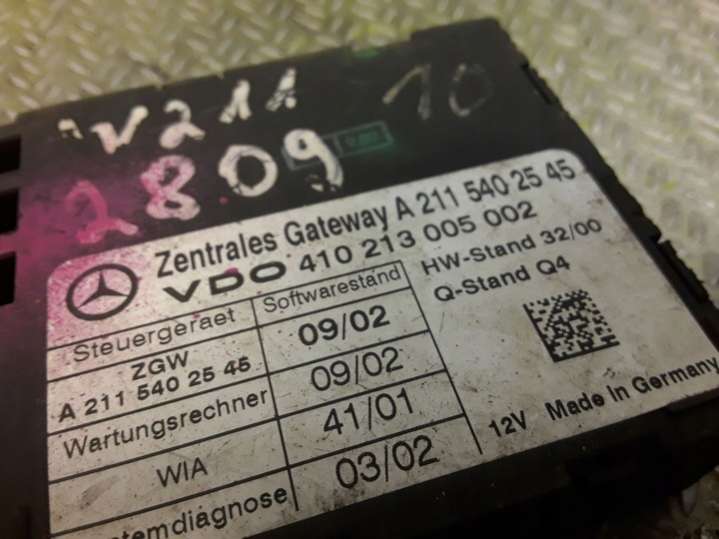 W211 10
2809
Zentrales Gateway A 211 540 25 45
VDO 410 213 005 002
HW-Stand 32/00
Q-Stand Q4
Steuergeraet Softwarestand
ZGW
A 211 540 25 45 09/02
Wartungsrechner 09/02
WIA 41/01
temdiagnose 03/02
12V Made in Germany